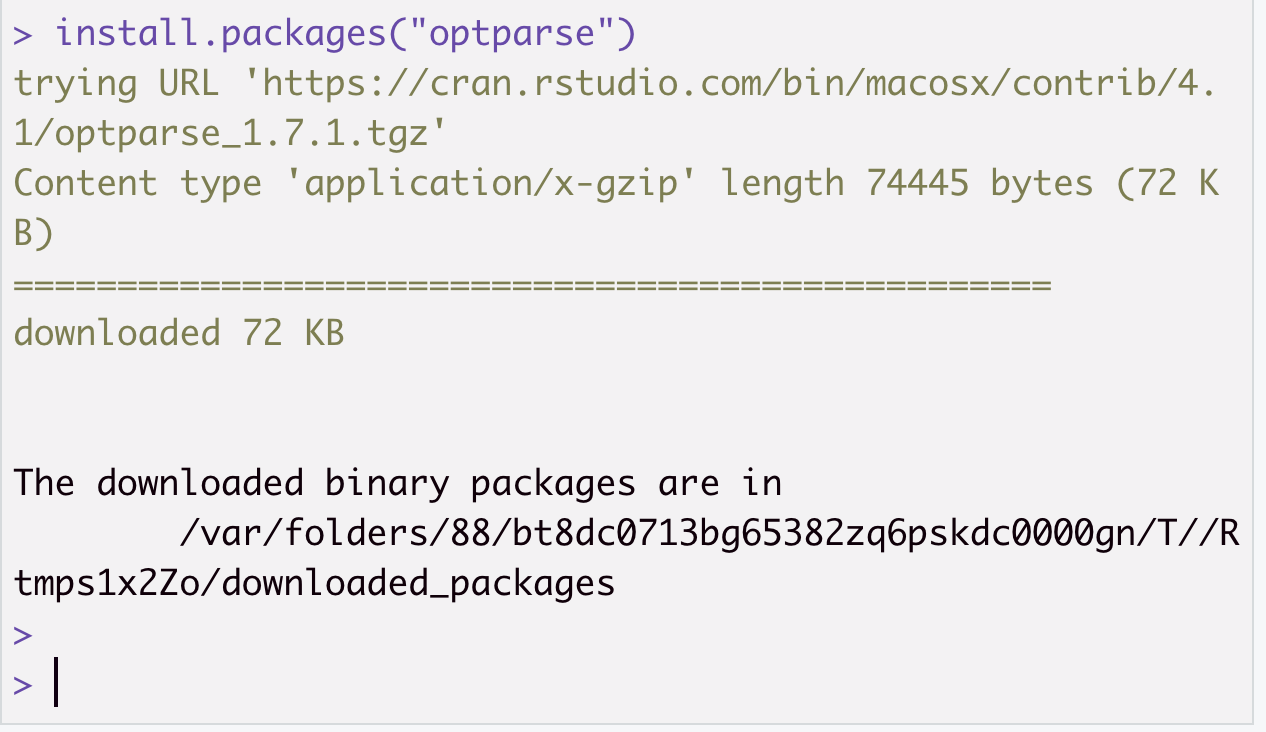 > install.packages("optparse")
trying URL 'https://cran.rstudio.com/bin/macosx/contrib/4.
1/optparse_1.7.1.tgz'
Content type 'application/x-gzip' length 74445 bytes (72 K
B)
==================================================
downloaded 72 KB
The downloaded binary packages are in
/var/folders/88/bt8dc0713bg65382zq6pskdc0000gn/T//R
tmps1x2Zo/downloaded_packages
>
>